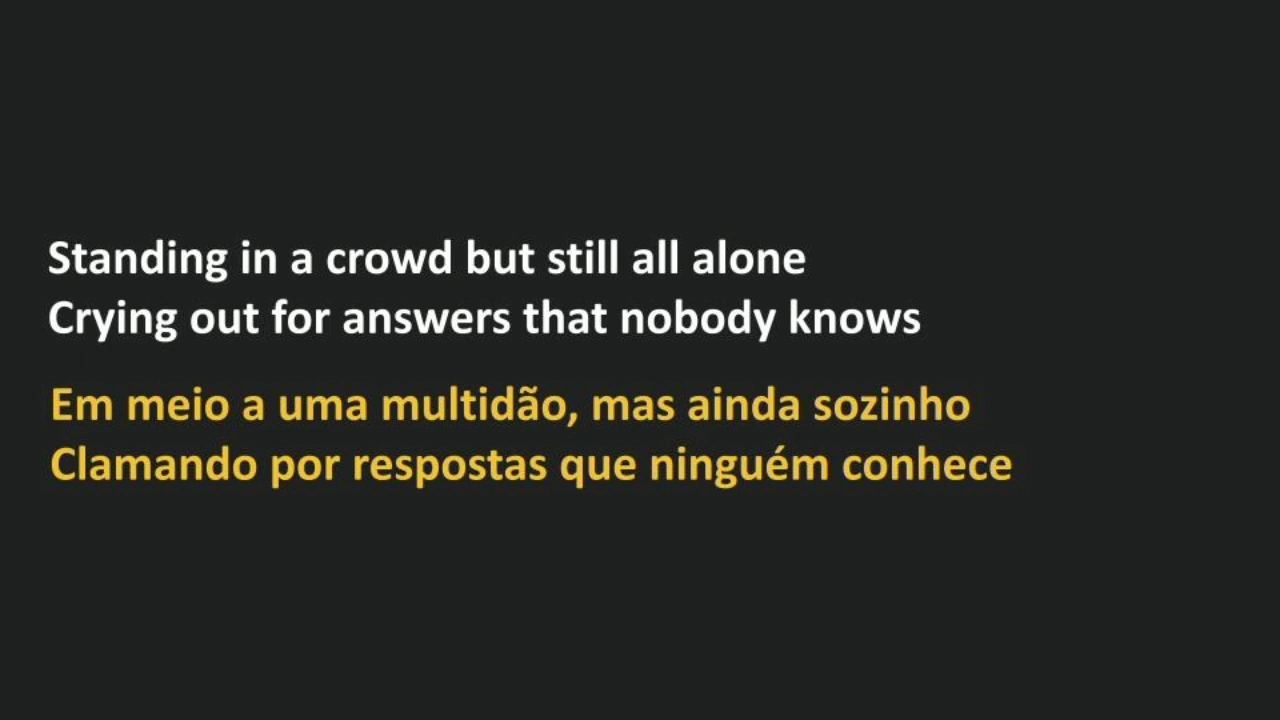 Standing in a crowd but still all alone
Crying out for answers that nobody knows
Em meio a uma multidão, mas ainda sozinho
Clamando por respostas que ninguém conhece